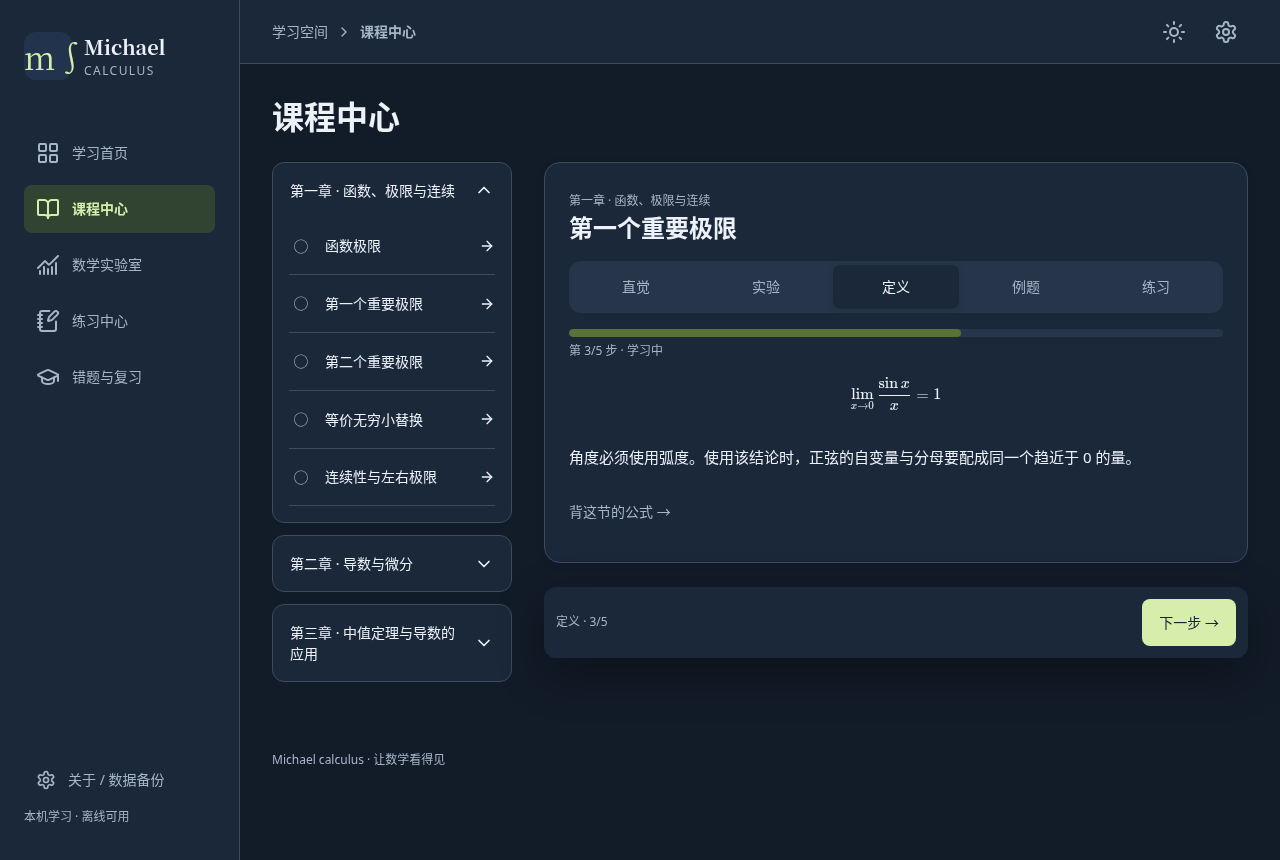 m ∫ Michael
CALCULUS
学习首页
课程中心
数学实验室
练习中心
错题与复习
关于 / 数据备份
本机学习 · 离线可用
学习空间 > 课程中心
课程中心
第一章 · 函数、极限与连续
函数极限 →
第一个重要极限 →
第二个重要极限 →
等价无穷小替换 →
连续性与左右极限 →
第二章 · 导数与微分
第三章 · 中值定理与导数的
应用
第一章 · 函数、极限与连续
第一个重要极限
直觉 实验 定义 例题 练习
第 3/5 步 · 学习中
lim x→0 sin x / x = 1
角度必须使用弧度。使用该结论时，正弦的自变量与分母要配成同一个趋近于 0 的量。
背这节的公式 →
定义 · 3/5
下一步 →
Michael calculus · 让数学看得见